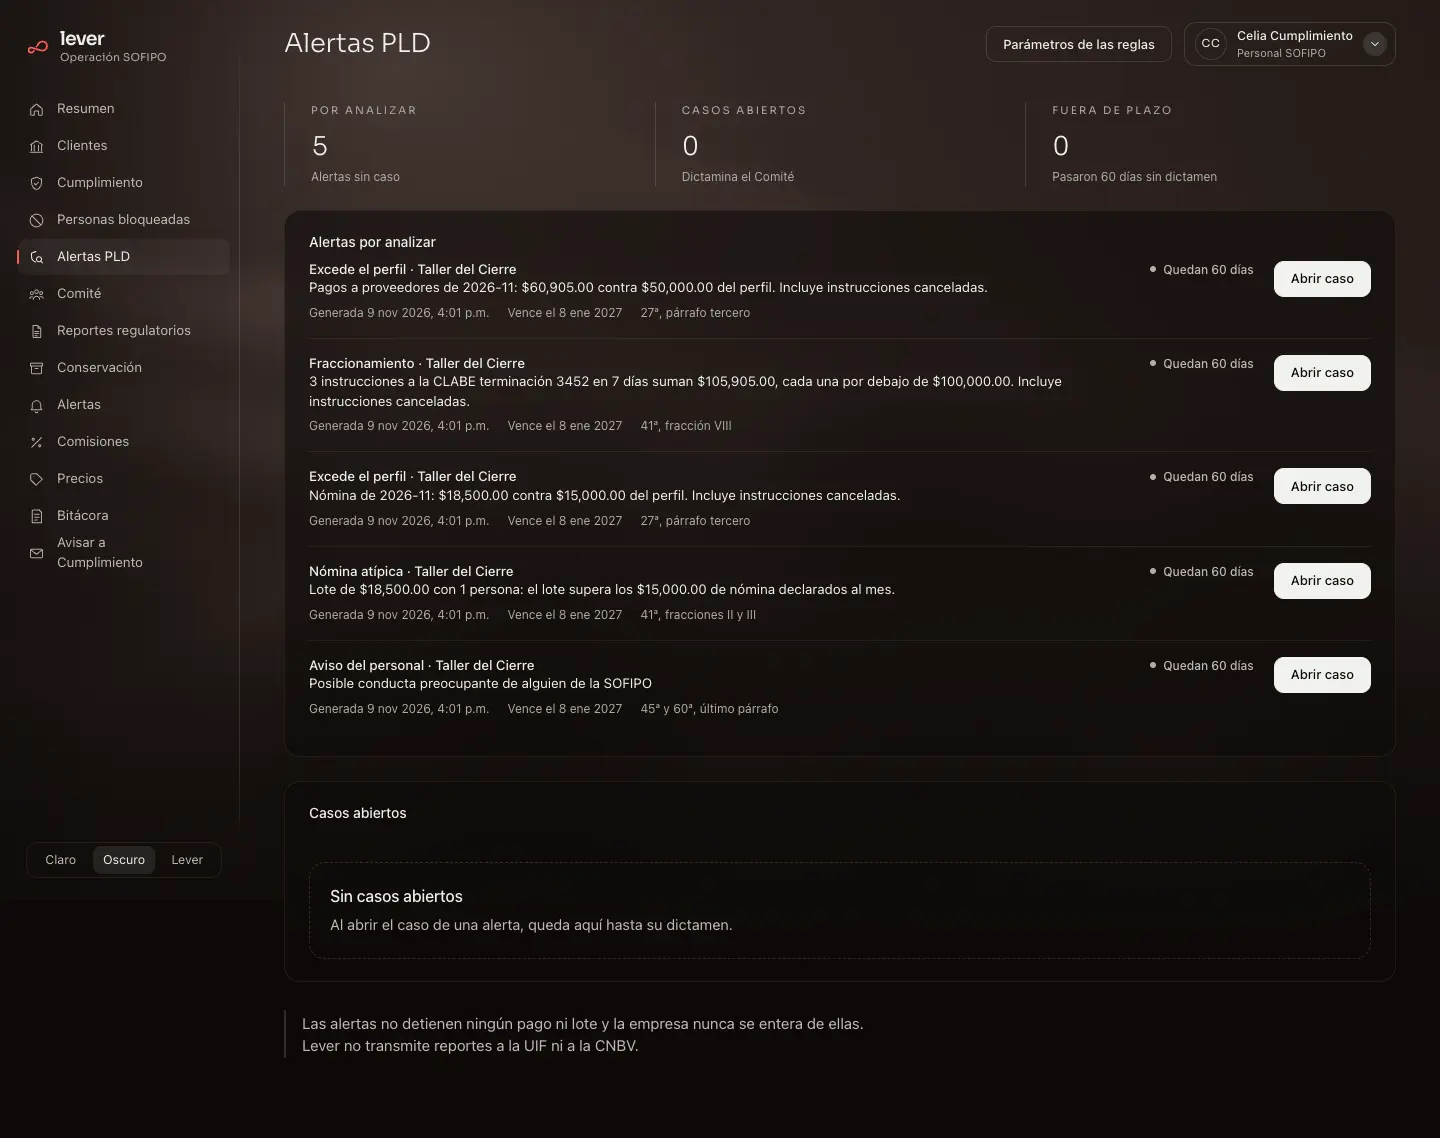 lever
Operación SOFIPO
Resumen
Clientes
Cumplimiento
Personas bloqueadas
Alertas PLD
Comité
Reportes regulatorios
Conservación
Alertas
Comisiones
Precios
Bitácora
Avisar a
Cumplimiento
Claro
Oscuro
Lever
Alertas PLD
Parámetros de las reglas
CC
Celia Cumplimiento
Personal SOFIPO
POR ANALIZAR
5
Alertas sin caso
CASOS ABIERTOS
0
Dictamina el Comité
FUERA DE PLAZO
0
Pasaron 60 días sin dictamen
Alertas por analizar
Excede el perfil · Taller del Cierre
Pagos a proveedores de 2026-11: $60,905.00 contra $50,000.00 del perfil. Incluye instrucciones canceladas.
Generada 9 nov 2026, 4:01 p.m. Vence el 8 ene 2027 27ª, párrafo tercero
Quedan 60 días
Abrir caso
Fraccionamiento · Taller del Cierre
3 instrucciones a la CLABE terminación 3452 en 7 días suman $105,905.00, cada una por debajo de $100,000.00. Incluye
instrucciones canceladas.
Generada 9 nov 2026, 4:01 p.m. Vence el 8 ene 2027 41ª, fracción VIII
Quedan 60 días
Abrir caso
Excede el perfil · Taller del Cierre
Nómina de 2026-11: $18,500.00 contra $15,000.00 del perfil. Incluye instrucciones canceladas.
Generada 9 nov 2026, 4:01 p.m. Vence el 8 ene 2027 27ª, párrafo tercero
Quedan 60 días
Abrir caso
Nómina atípica · Taller del Cierre
Lote de $18,500.00 con 1 persona: el lote supera los $15,000.00 de nómina declarados al mes.
Generada 9 nov 2026, 4:01 p.m. Vence el 8 ene 2027 41ª, fracciones II y III
Quedan 60 días
Abrir caso
Aviso del personal · Taller del Cierre
Posible conducta preocupante de alguien de la SOFIPO
Generada 9 nov 2026, 4:01 p.m. Vence el 8 ene 2027 45ª y 60ª, último párrafo
Quedan 60 días
Abrir caso
Casos abiertos
Sin casos abiertos
Al abrir el caso de una alerta, queda aquí hasta su dictamen.
Las alertas no detienen ningún pago ni lote y la empresa nunca se entera de ellas.
Lever no transmite reportes a la UIF ni a la CNBV.